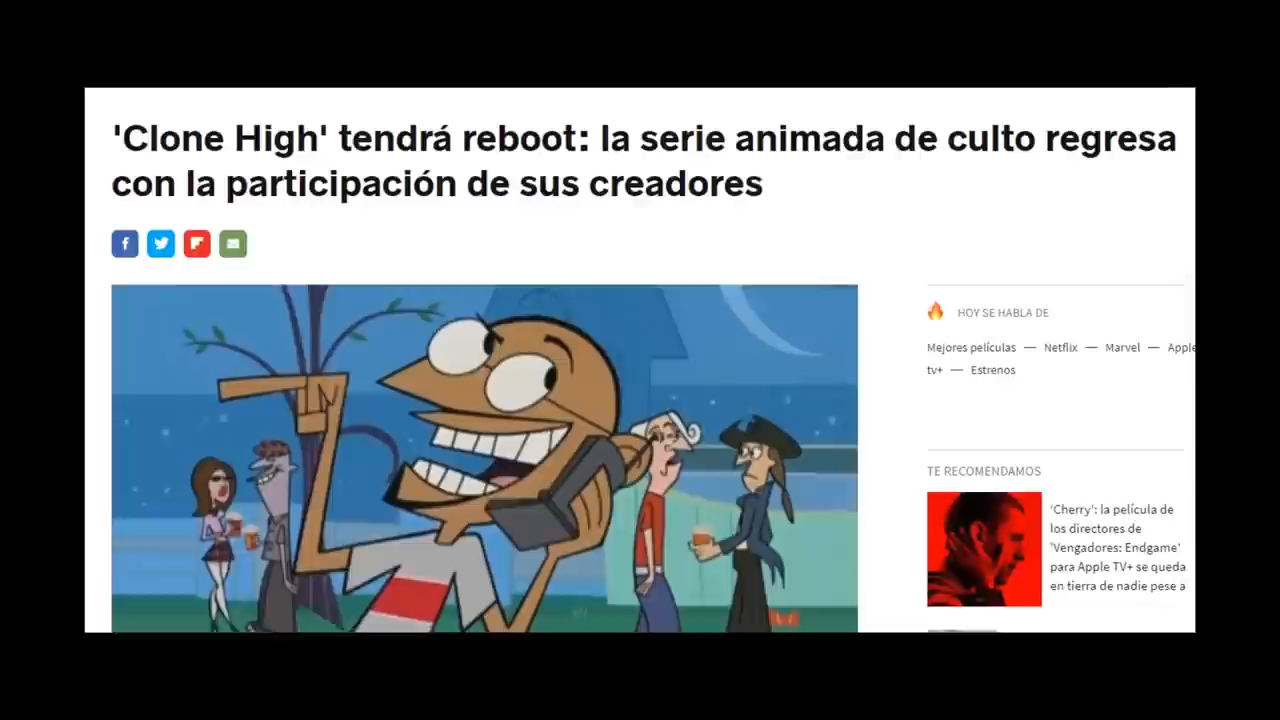 'Clone High' tendrá reboot: la serie animada de culto regresa
con la participación de sus creadores
HOY SE HABLA DE
Mejores películas — Netflix — Marvel — Apple
tv+ — Estrenos
TE RECOMENDAMOS
'Cherry': la película de
los directores de
'Vengadores: Endgame'
para Apple TV+ se queda
en tierra de nadie pese a